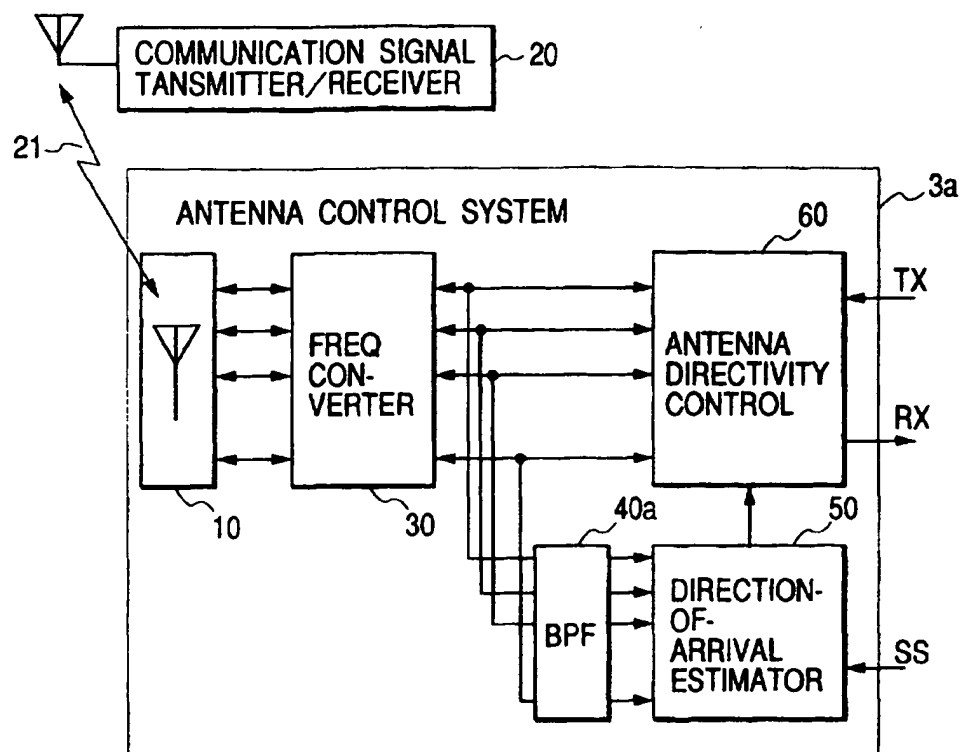 COMMUNICATION SIGNAL
TANSMITTER/RECEIVER
20
21
3a
ANTENNA CONTROL SYSTEM
60
TX
FREQ
CON-
VERTER
ANTENNA
DIRECTIVITY
CONTROL
RX
10
30
40a
50
BPF
DIRECTION-
OF-
ARRIVAL
ESTIMATOR
SS